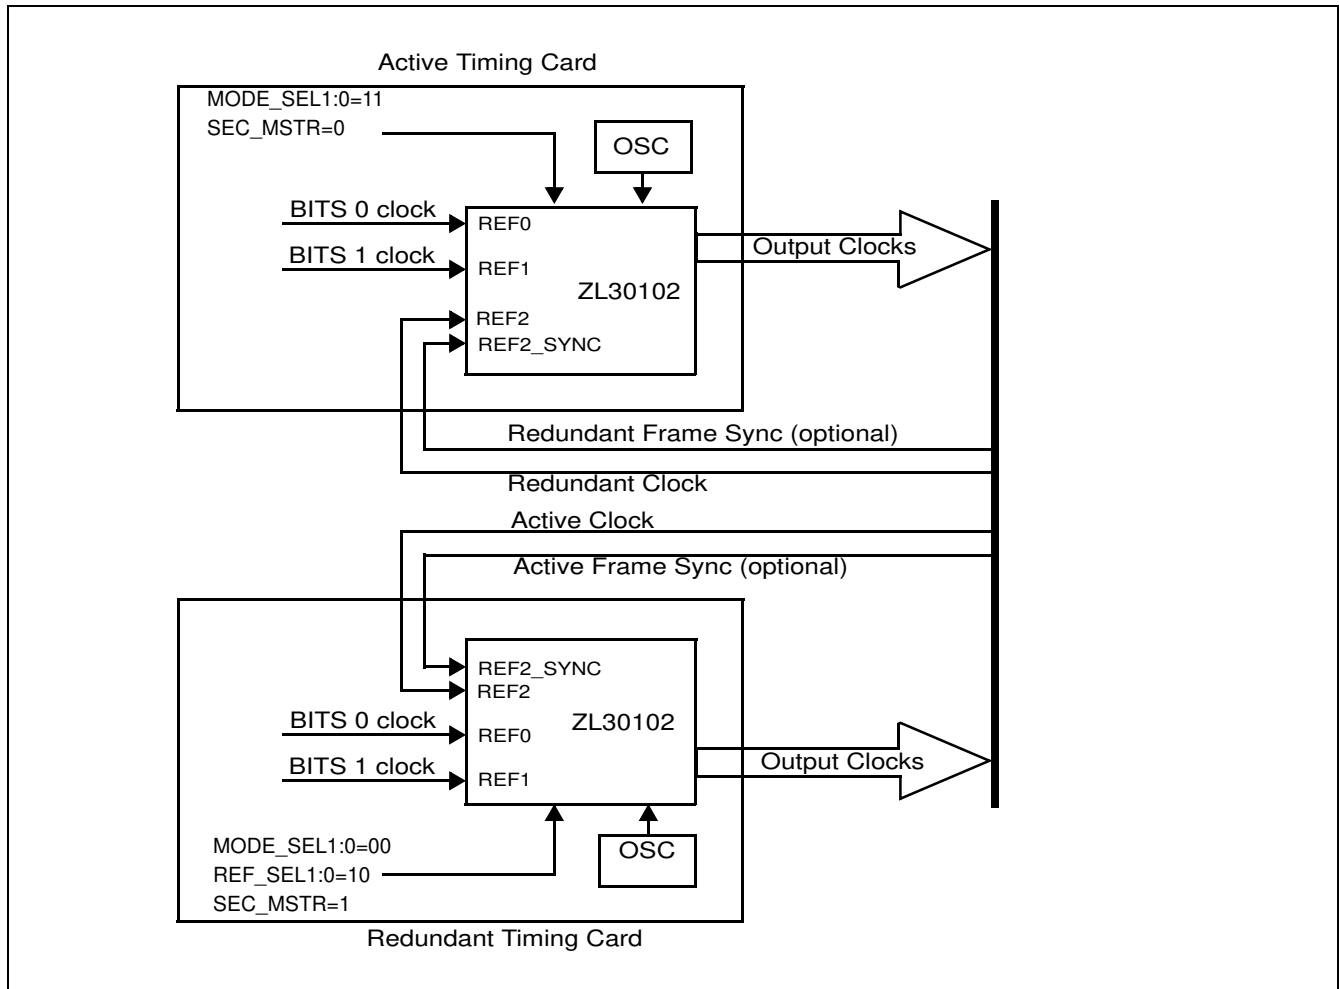 Active Timing Card
MODE_SEL1:0=11
SEC_MSTR=0
OSC
BITS 0 clock
REF0
BITS 1 clock
REF1
ZL30102
Output Clocks
REF2
REF2_SYNC
Redundant Frame Sync (optional)
Redundant Clock
Active Clock
Active Frame Sync (optional)
REF2_SYNC
REF2
BITS 0 clock
REF0
ZL30102
BITS 1 clock
REF1
Output Clocks
MODE_SEL1:0=00
REF_SEL1:0=10
SEC_MSTR=1
OSC
Redundant Timing Card